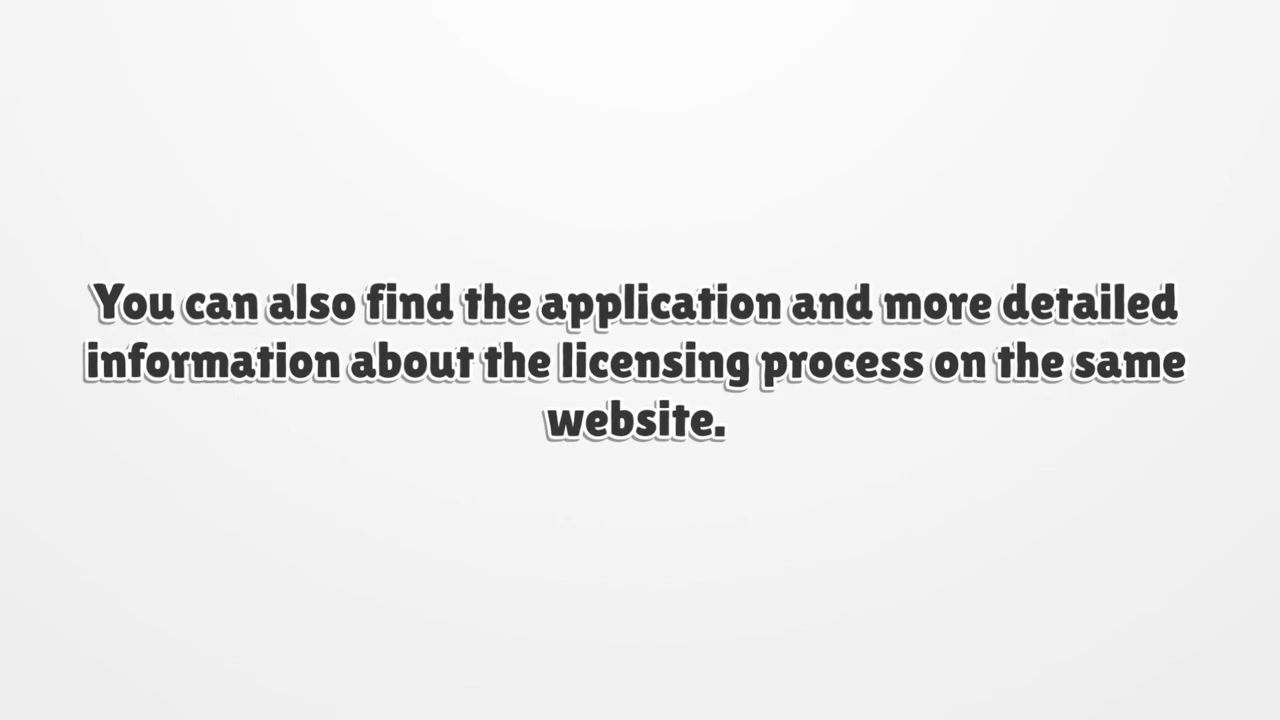 You can also find the application and more detailed
information about the licensing process on the same
website.